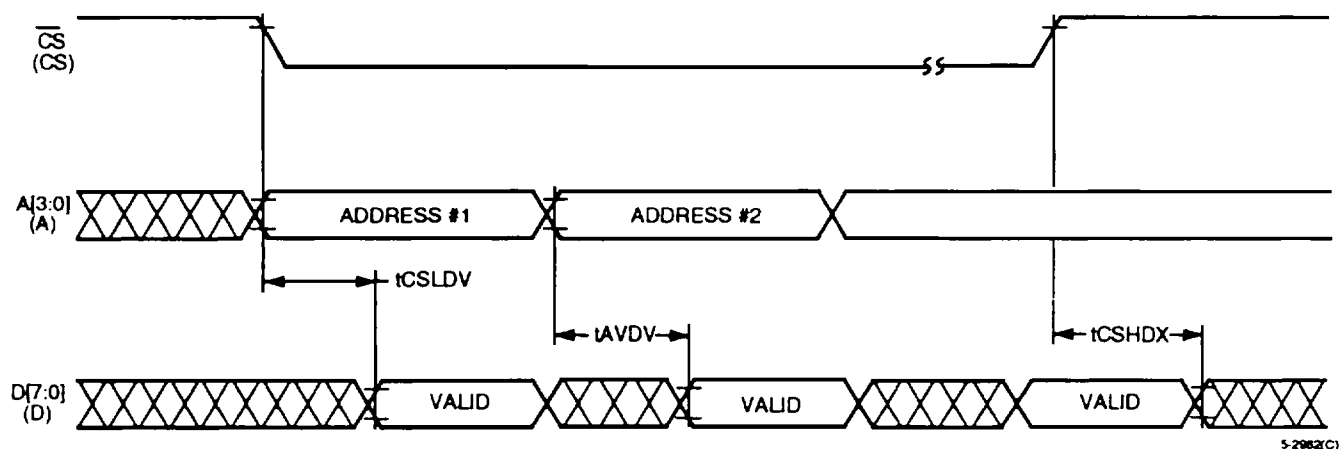 CS
(CS)
A[3:0]
(A)
ADDRESS #1
ADDRESS #2
tCSLDV
tAVDV
tCSHDX
D[7:0]
(D)
VALID
VALID
VALID
5-2982(C)